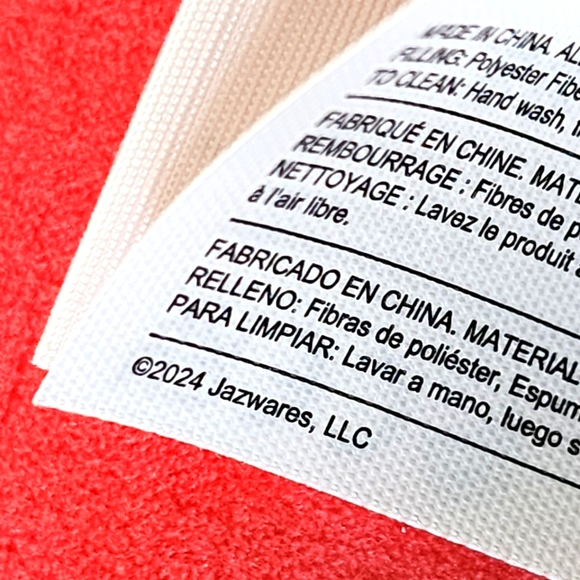 MADE IN CHINA. AL
FILLING: Polyester Fibe
TO CLEAN: Hand wash,
FABRIQUÉ EN CHINE. MAT
REMBOURRAGE : Fibres de p
NETTOYAGE : Lavez le produit
à l'air libre.
FABRICADO EN CHINA. MATERIAL
RELLENO: Fibras de poliéster, Espum
PARA LIMPIAR: Lavar a mano, luego s
©2024 Jazwares, LLC